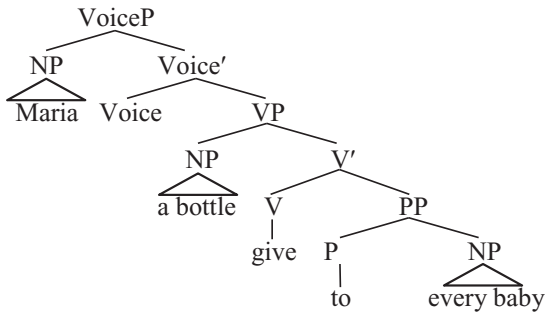 VoiceP
NP Voice′
Maria Voice VP
NP V′
a bottle V PP
give P NP
to every baby